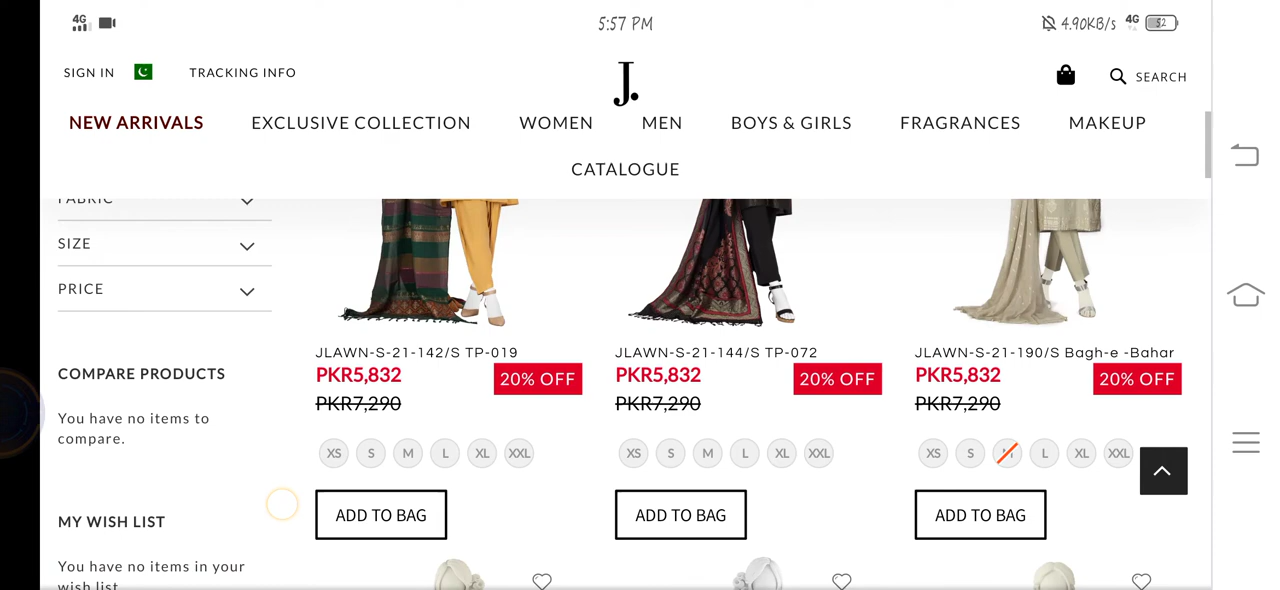 4G 5:57 PM 4.90KB/s 4G 52
SIGN IN TRACKING INFO J. SEARCH
NEW ARRIVALS EXCLUSIVE COLLECTION WOMEN MEN BOYS & GIRLS FRAGRANCES MAKEUP
CATALOGUE
FABRIC
SIZE
PRICE
COMPARE PRODUCTS
You have no items to
compare.
MY WISH LIST
You have no items in your
wish list.
JLAWN-S-21-142/S TP-019
PKR5,832 20% OFF
PKR7,290
XS S M L XL XXL
ADD TO BAG
JLAWN-S-21-144/S TP-072
PKR5,832 20% OFF
PKR7,290
XS S M L XL XXL
ADD TO BAG
JLAWN-S-21-190/S Bagh-e -Bahar
PKR5,832 20% OFF
PKR7,290
XS S M L XL XXL
ADD TO BAG